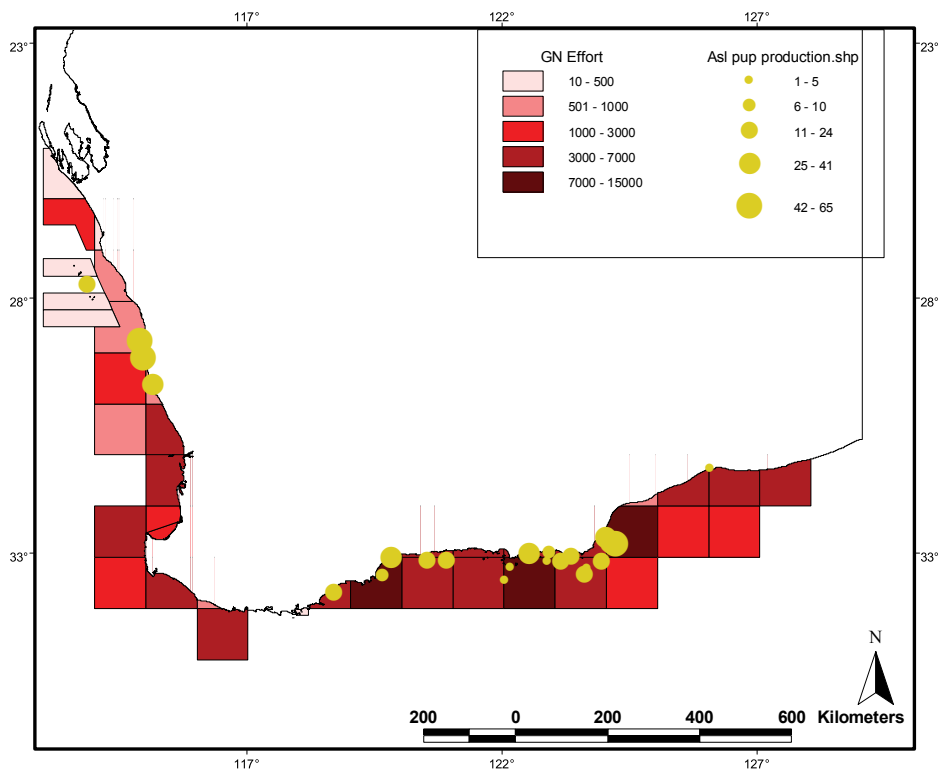 117° 122° 127°
23° 23°
GN Effort Asl pup production.shp
10 - 500 1 - 5
501 - 1000 6 - 10
1000 - 3000 11 - 24
3000 - 7000 25 - 41
7000 - 15000 42 - 65
28° 28°
33° 33°
N
200 0 200 400 600 Kilometers
117° 122° 127°